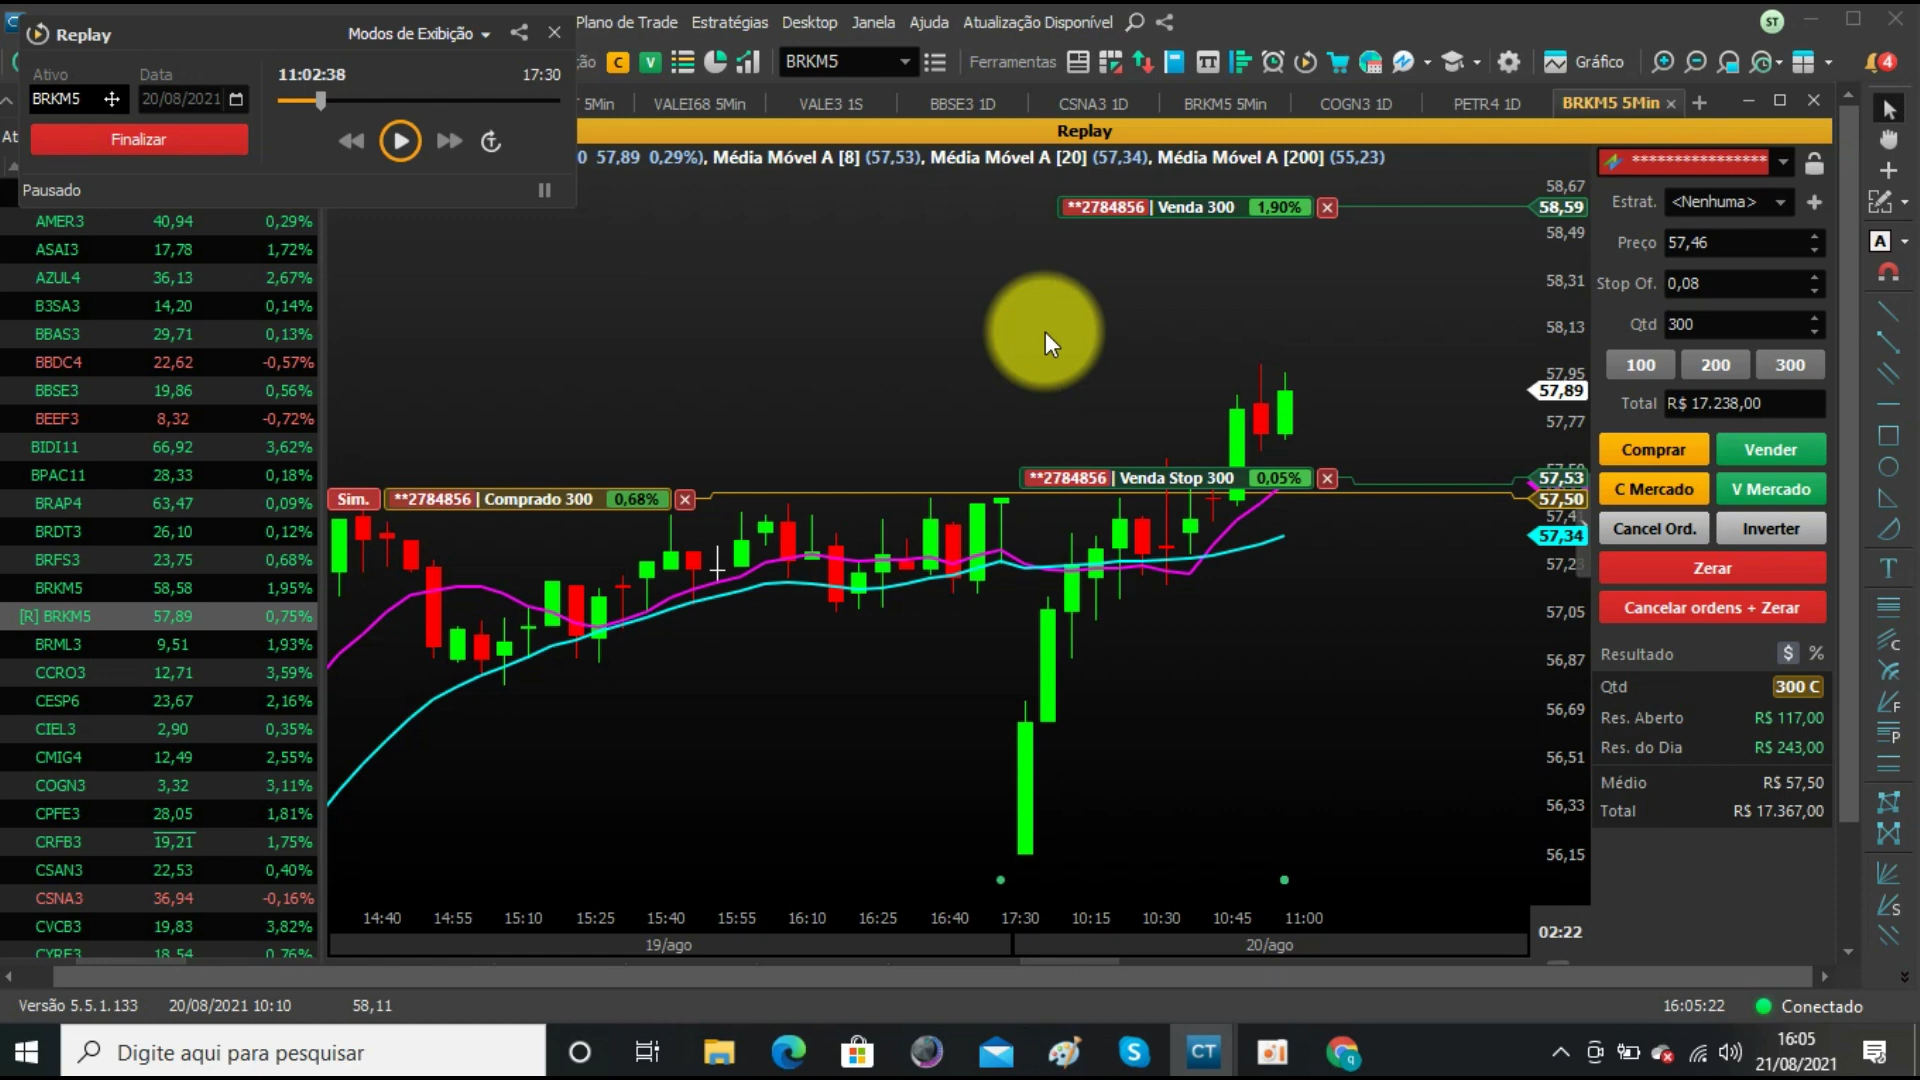 Replay
Modos de Exibição
Ativo
Data
11:02:38
17:30
BRKM5
20/08/2021
Finalizar
Pausado
Plano de Trade
Estratégias
Desktop
Janela
Ajuda
Atualização Disponível
ST
BRKM5
Ferramentas
Gráfico
4
5Min
VALEI68 5Min
VALE3 1S
BBSE3 1D
CSNA3 1D
BRKM5 5Min
COGN3 1D
PETR4 1D
BRKM5 5Min
Replay
0 57,89 0,29%), Média Móvel A [8] (57,53), Média Móvel A [20] (57,34), Média Móvel A [200] (55,23)
AMER3 40,94 0,29%
ASAI3 17,78 1,72%
AZUL4 36,13 2,67%
B3SA3 14,20 0,14%
BBAS3 29,71 0,13%
BBDC4 22,62 -0,57%
BBSE3 19,86 0,56%
BEEF3 8,32 -0,72%
BIDI11 66,92 3,62%
BPAC11 28,33 0,18%
BRAP4 63,47 0,09%
BRDT3 26,10 0,12%
BRFS3 23,75 0,68%
BRKM5 58,58 1,95%
[R] BRKM5 57,89 0,75%
BRML3 9,51 1,93%
CCRO3 12,71 3,59%
CESP6 23,67 2,16%
CIEL3 2,90 0,35%
CMIG4 12,49 2,55%
COGN3 3,32 3,11%
CPFE3 28,05 1,81%
CRFB3 19,21 1,75%
CSAN3 22,53 0,40%
CSNA3 36,94 -0,16%
CVCB3 19,83 3,82%
CYRE3 18,54 0,76%
**2784856 | Venda 300 1,90%
**2784856 | Venda Stop 300 0,05%
Sim. **2784856 | Comprado 300 0,68%
58,67
58,59
58,49
58,31
58,13
57,95
57,89
57,77
57,53
57,50
57,41
57,34
57,05
56,87
56,69
56,51
56,33
56,15
14:40 14:55 15:10 15:25 15:40 15:55 16:10 16:25 16:40 17:30 10:15 10:30 10:45 11:00
19/ago
20/ago
02:22
****************
Estrat. <Nenhuma>
Preço 57,46
Stop Of. 0,08
Qtd 300
100 200 300
Total R$ 17.238,00
Comprar Vender
C Mercado V Mercado
Cancel Ord. Inverter
Zerar
Cancelar ordens + Zerar
Resultado $ %
Qtd 300 C
Res. Aberto R$ 117,00
Res. do Dia R$ 243,00
Médio R$ 57,50
Total R$ 17.367,00
Versão 5.5.1.133
20/08/2021 10:10
58,11
16:05:22
Conectado
Digite aqui para pesquisar
CT
16:05
21/08/2021